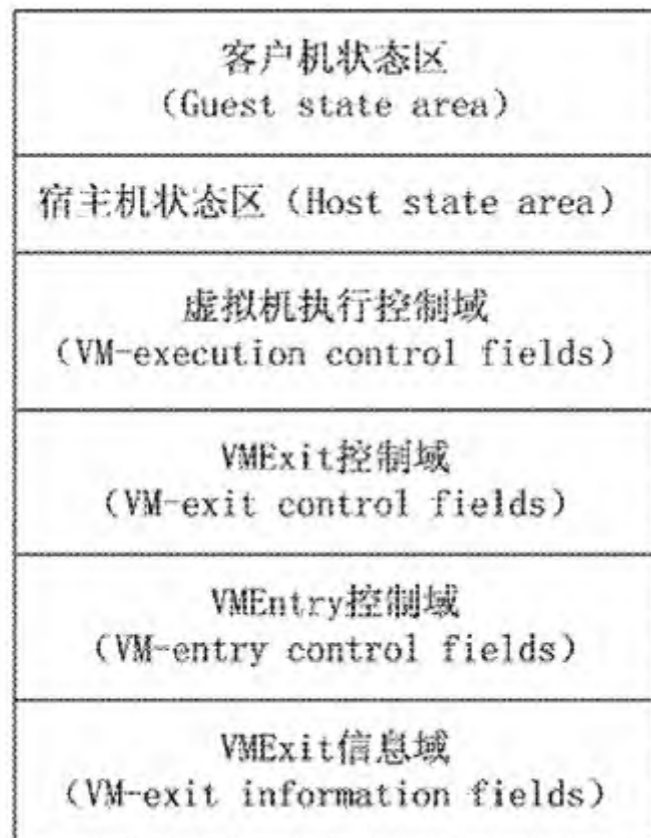 客户机状态区
（Guest state area）
宿主机状态区（Host state area）
虚拟机执行控制域
（VM-execution control fields）
VMExit控制域
（VM-exit control fields）
VMEntry控制域
（VM-entry control fields）
VMExit信息域
（VM-exit information fields）